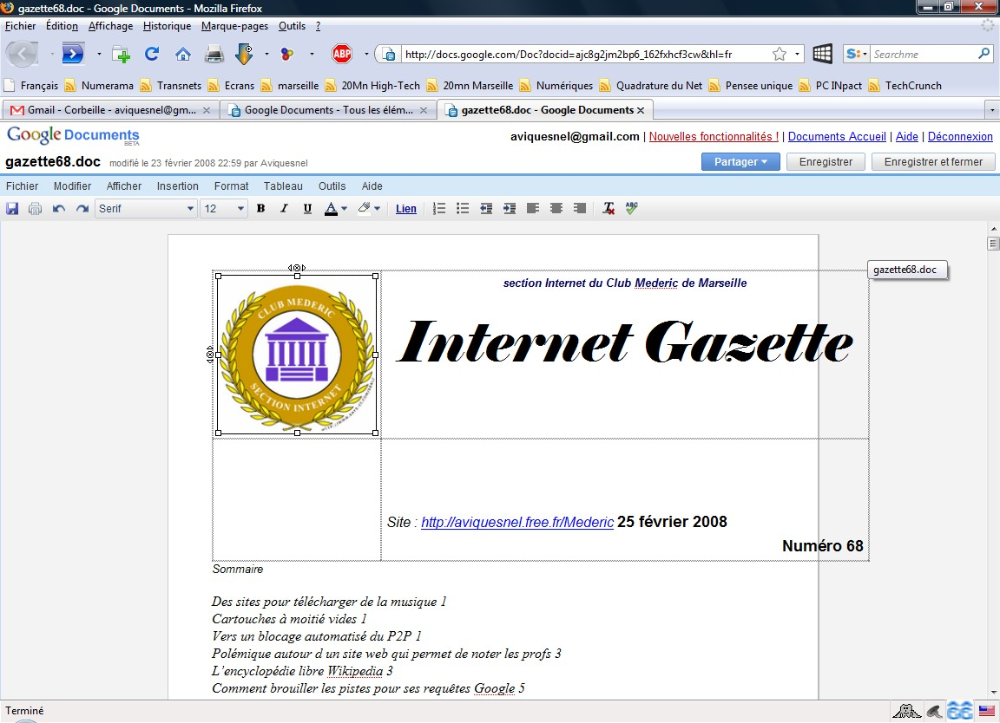 gazette68.doc - Google Documents - Mozilla Firefox
Fichier Édition Affichage Historique Marque-pages Outils ?
ABP http://docs.google.com/Doc?docid=ajc8g2jm2bp6_162fxhcf3cw&hl=fr S Searchme
Français Numerama Transnets Ecrans marseille 20Mn High-Tech 20mn Marseille Numériques Quadrature du Net Pensee unique PC INpact TechCrunch
Gmail - Corbeille - aviquesnel@gm... Google Documents - Tous les élém... gazette68.doc - Google Documents
Google Documents BETA aviquesnel@gmail.com | Nouvelles fonctionnalités ! | Documents Accueil | Aide | Déconnexion
gazette68.doc modifié le 23 février 2008 22:59 par Aviquesnel Partager Enregistrer Enregistrer et fermer
Fichier Modifier Afficher Insertion Format Tableau Outils Aide
Serif 12 B I U A Lien T ABC
gazette68.doc
section Internet du Club Mederic de Marseille
CLUB MEDERIC
SECTION INTERNET
Internet Gazette
Site : http://aviquesnel.free.fr/Mederic 25 février 2008
Numéro 68
Sommaire
Des sites pour télécharger de la musique 1
Cartouches à moitié vides 1
Vers un blocage automatisé du P2P 1
Polémique autour d un site web qui permet de noter les profs 3
L'encyclopédie libre Wikipedia 3
Comment brouiller les pistes pour ses requêtes Google 5
Terminé 66